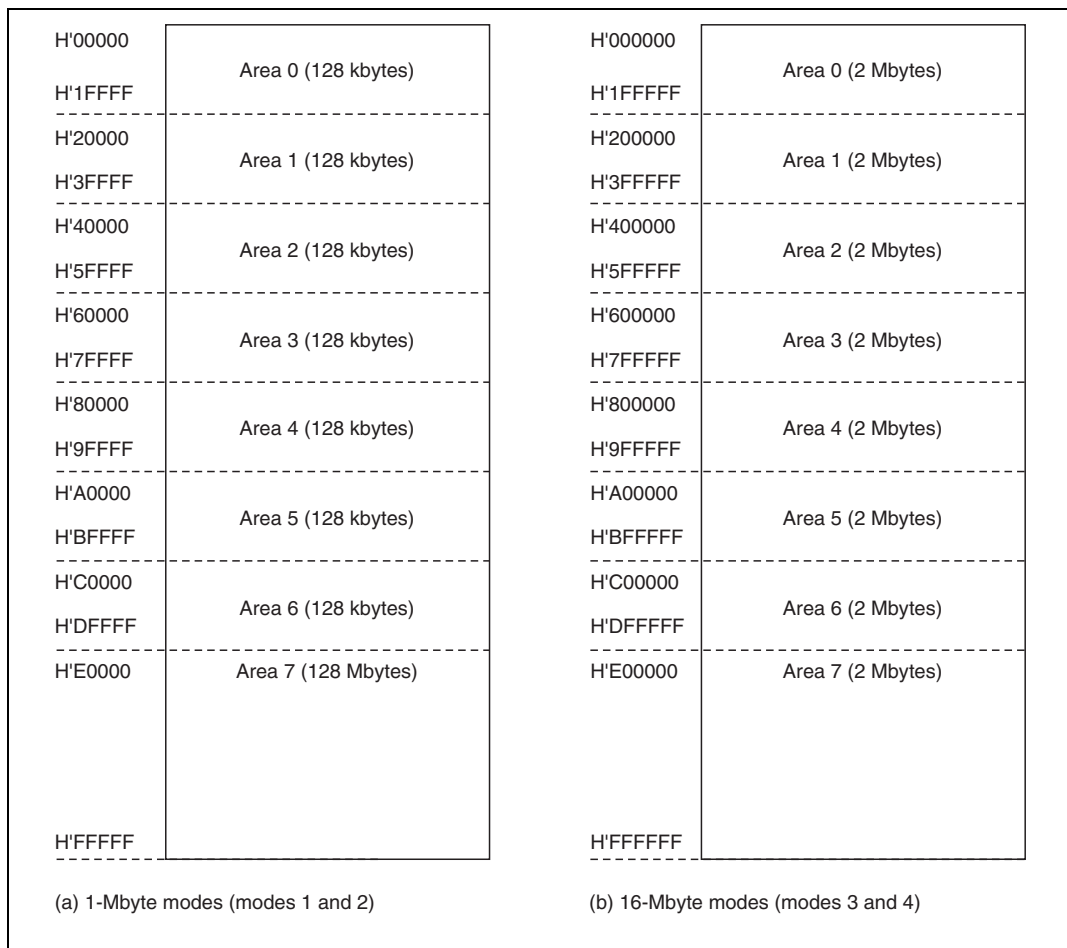 H'00000
Area 0 (128 kbytes)
H'1FFFF
H'20000
Area 1 (128 kbytes)
H'3FFFF
H'40000
Area 2 (128 kbytes)
H'5FFFF
H'60000
Area 3 (128 kbytes)
H'7FFFF
H'80000
Area 4 (128 kbytes)
H'9FFFF
H'A0000
Area 5 (128 kbytes)
H'BFFFF
H'C0000
Area 6 (128 kbytes)
H'DFFFF
H'E0000
Area 7 (128 Mbytes)
H'FFFFF
(a) 1-Mbyte modes (modes 1 and 2)
H'000000
Area 0 (2 Mbytes)
H'1FFFFF
H'200000
Area 1 (2 Mbytes)
H'3FFFFF
H'400000
Area 2 (2 Mbytes)
H'5FFFFF
H'600000
Area 3 (2 Mbytes)
H'7FFFFF
H'800000
Area 4 (2 Mbytes)
H'9FFFFF
H'A00000
Area 5 (2 Mbytes)
H'BFFFFF
H'C00000
Area 6 (2 Mbytes)
H'DFFFFF
H'E00000
Area 7 (2 Mbytes)
H'FFFFFF
(b) 16-Mbyte modes (modes 3 and 4)